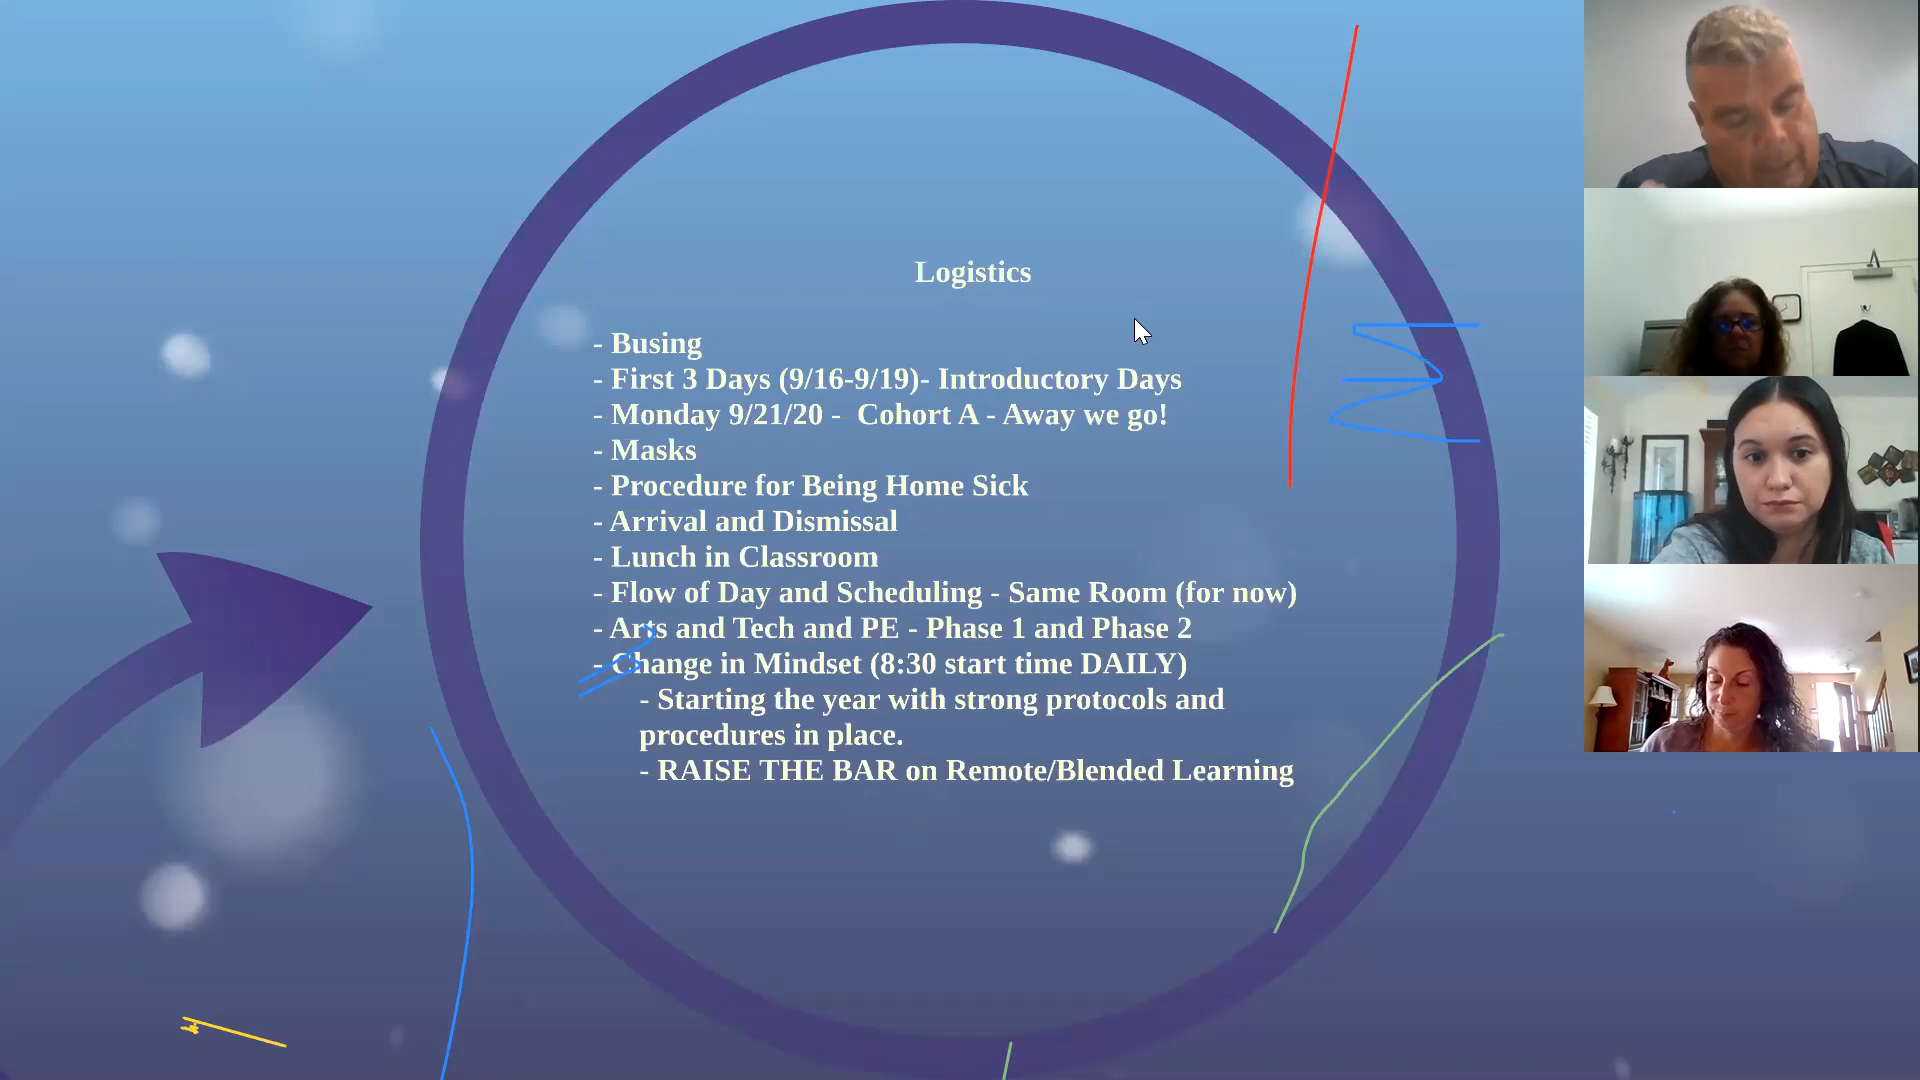 Logistics
- Busing
- First 3 Days (9/16-9/19)- Introductory Days
- Monday 9/21/20 -  Cohort A - Away we go!
- Masks
- Procedure for Being Home Sick
- Arrival and Dismissal
- Lunch in Classroom
- Flow of Day and Scheduling - Same Room (for now)
- Arts and Tech and PE - Phase 1 and Phase 2
- Change in Mindset (8:30 start time DAILY)
- Starting the year with strong protocols and
procedures in place.
- RAISE THE BAR on Remote/Blended Learning